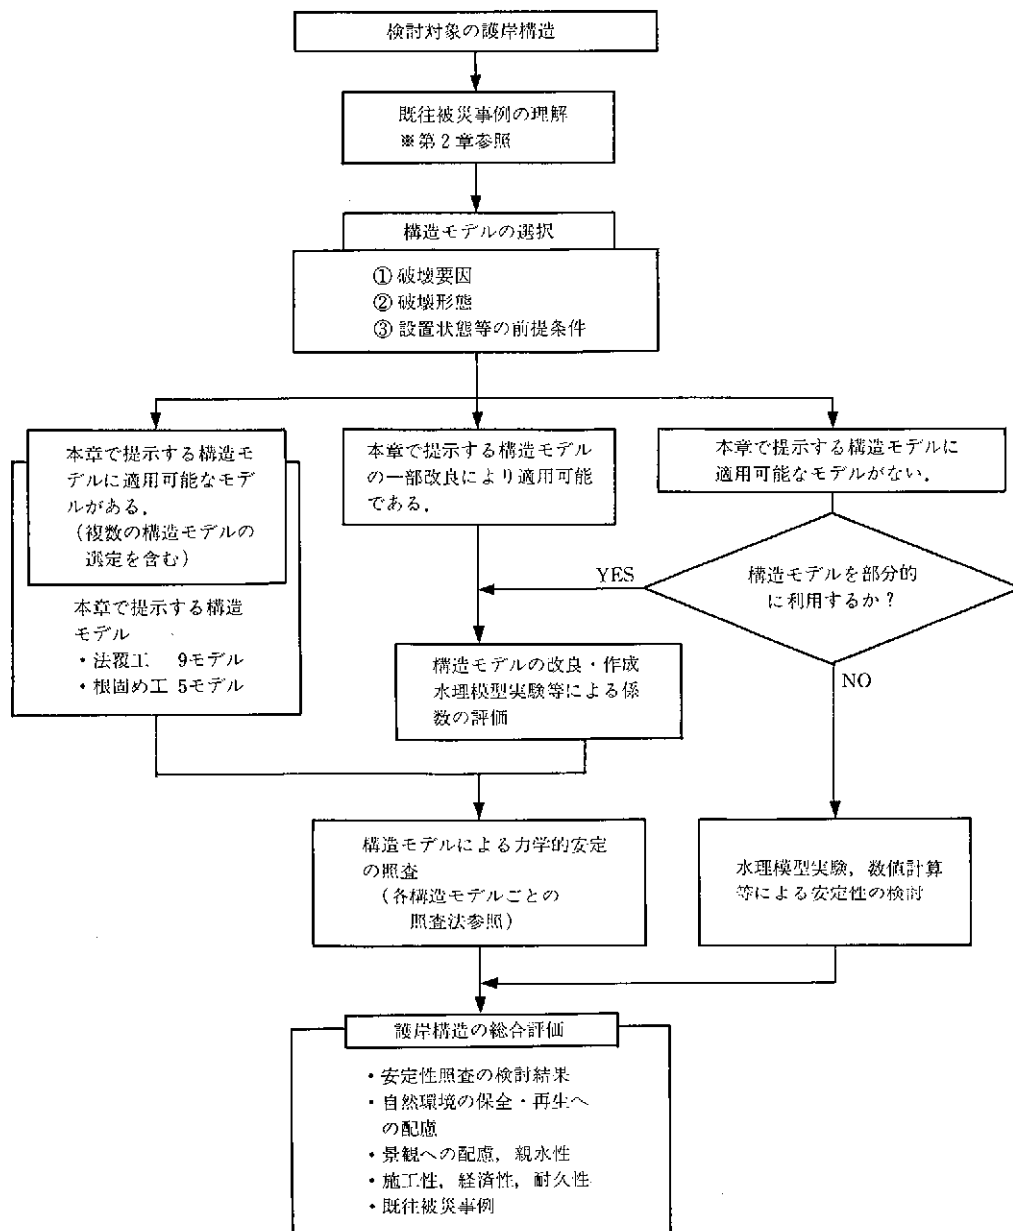 検討対象の護岸構造
既往被災事例の理解
※第2章参照
構造モデルの選択
① 破壊要因
② 破壊形態
③ 設置状態等の前提条件
本章で提示する構造モ
デルに適用可能なモデ
ルがある.
(複数の構造モデルの
選定を含む)
本章で提示する構造
モデル
・法覆工 9モデル
・根固め工 5モデル
本章で提示する構造モデル
の一部改良により適用可能
である.
本章で提示する構造モデルに
適用可能なモデルがない.
構造モデルを部分的
に利用するか？
YES
NO
構造モデルの改良・作成
水理模型実験等による係
数の評価
構造モデルによる力学的安定
の照査
(各構造モデルごとの
照査法参照)
水理模型実験, 数値計算
等による安定性の検討
護岸構造の総合評価
・安定性照査の検討結果
・自然環境の保全・再生へ
の配慮
・景観への配慮, 親水性
・施工性, 経済性, 耐久性
・既往被災事例